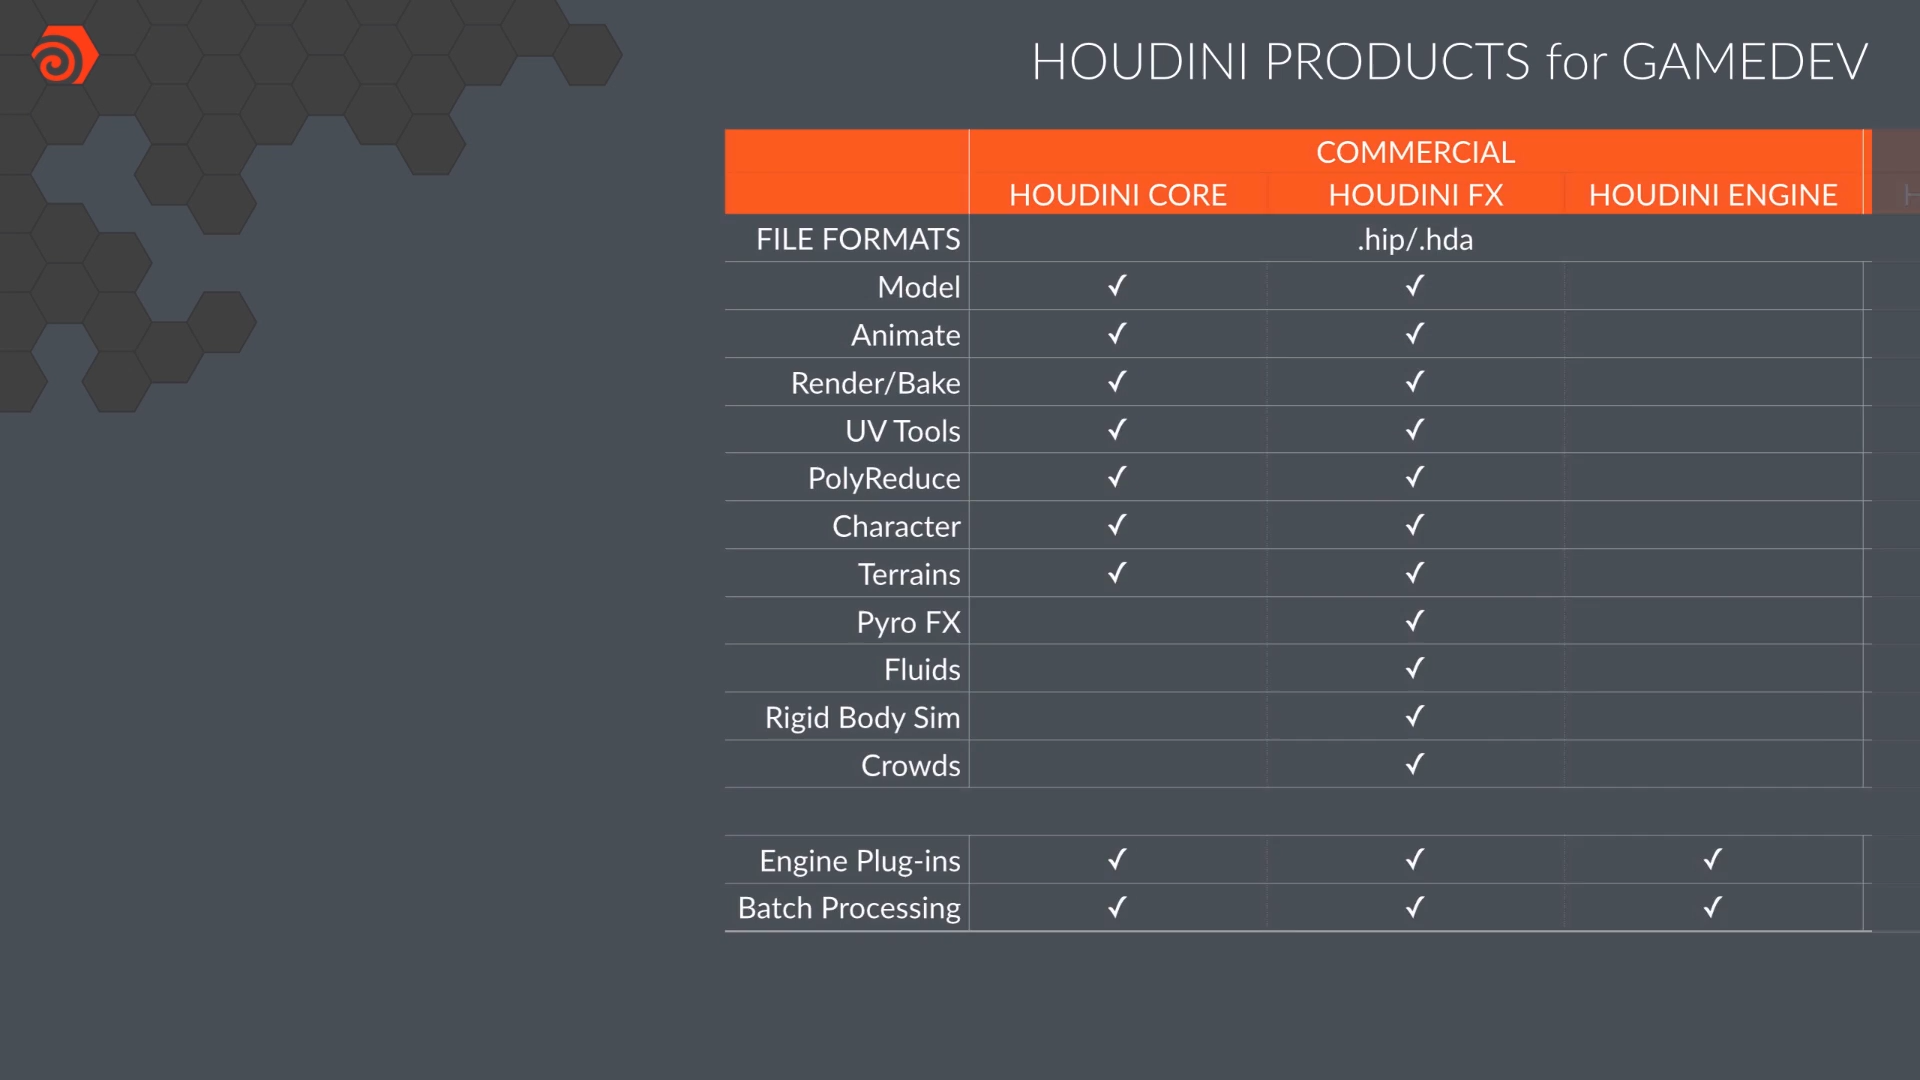 HOUDINI PRODUCTS for GAMEDEV
COMMERCIAL
HOUDINI CORE HOUDINI FX HOUDINI ENGINE
FILE FORMATS .hip/.hda
Model ✓ ✓
Animate ✓ ✓
Render/Bake ✓ ✓
UV Tools ✓ ✓
PolyReduce ✓ ✓
Character ✓ ✓
Terrains ✓ ✓
Pyro FX ✓
Fluids ✓
Rigid Body Sim ✓
Crowds ✓
Engine Plug-ins ✓ ✓ ✓
Batch Processing ✓ ✓ ✓